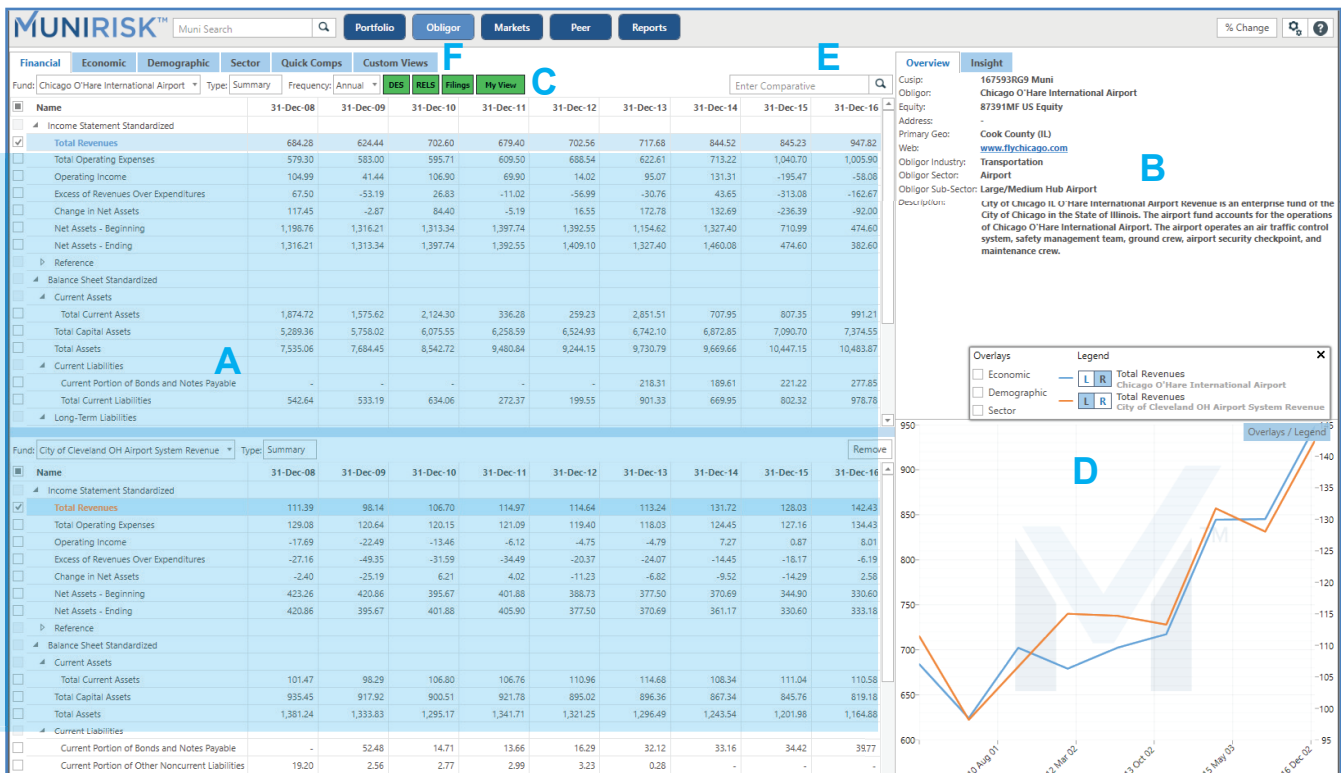 MUNIRISK™ Muni Search Portfolio Obligor Markets Peer Reports % Change ?
Financial Economic Demographic Sector Quick Comps Custom Views F E Overview Insight
Fund: Chicago O'Hare International Airport Type: Summary Frequency: Annual DES RELS Filings My View C Enter Comparative
Name 31-Dec-08 31-Dec-09 31-Dec-10 31-Dec-11 31-Dec-12 31-Dec-13 31-Dec-14 31-Dec-15 31-Dec-16
Income Statement Standardized
Total Revenues 684.28 624.44 702.60 679.40 702.56 717.68 844.52 845.23 947.82
Total Operating Expenses 579.30 583.00 595.71 609.50 688.54 622.61 713.22 1,040.70 1,005.90
Operating Income 104.99 41.44 106.90 69.90 14.02 95.07 131.31 -195.47 -58.08
Excess of Revenues Over Expenditures 67.50 -53.19 26.83 -11.02 -56.99 -30.76 43.65 -313.08 -162.67
Change in Net Assets 117.45 -2.87 84.40 -5.19 16.55 172.78 132.69 -236.39 -92.00
Net Assets - Beginning 1,198.76 1,316.21 1,313.34 1,397.74 1,392.55 1,154.62 1,327.40 710.99 474.60
Net Assets - Ending 1,316.21 1,313.34 1,397.74 1,392.55 1,409.10 1,327.40 1,460.08 474.60 382.60
Reference
Balance Sheet Standardized
Current Assets
Total Current Assets 1,874.72 1,575.62 2,124.30 336.28 259.23 2,851.51 707.95 807.35 991.21
Total Capital Assets 5,289.36 5,758.02 6,075.55 6,258.59 6,524.93 6,742.10 6,872.85 7,090.70 7,374.55
Total Assets 7,535.06 7,684.45 8,542.72 9,480.84 9,244.15 9,730.79 9,669.66 10,447.15 10,483.87
A
Current Liabilities
Current Portion of Bonds and Notes Payable - - - - - 218.31 189.61 221.22 277.85
Total Current Liabilities 542.64 533.19 634.06 272.37 199.55 901.33 669.95 802.32 978.78
Long-Term Liabilities
Fund: City of Cleveland OH Airport System Revenue Type: Summary Remove
Name 31-Dec-08 31-Dec-09 31-Dec-10 31-Dec-11 31-Dec-12 31-Dec-13 31-Dec-14 31-Dec-15 31-Dec-16
Income Statement Standardized
Total Revenues 111.39 98.14 106.70 114.97 114.64 113.24 131.72 128.03 142.43
Total Operating Expenses 129.08 120.64 120.15 121.09 119.40 118.03 124.45 127.16 134.43
Operating Income -17.69 -22.49 -13.46 -6.12 -4.75 -4.79 7.27 0.87 8.01
Excess of Revenues Over Expenditures -27.16 -49.35 -31.59 -34.49 -20.37 -24.07 -14.45 -18.17 -6.19
Change in Net Assets -2.40 -25.19 6.21 4.02 -11.23 -6.82 -9.52 -14.29 2.58
Net Assets - Beginning 423.26 420.86 395.67 401.88 388.73 377.50 370.69 344.90 330.60
Net Assets - Ending 420.86 395.67 401.88 405.90 377.50 370.69 361.17 330.60 333.18
Reference
Balance Sheet Standardized
Current Assets
Total Current Assets 101.47 98.29 106.80 106.76 110.96 114.68 108.34 111.04 110.58
Total Capital Assets 935.45 917.92 900.51 921.78 895.02 896.36 867.34 845.76 819.18
Total Assets 1,381.24 1,333.83 1,295.17 1,341.71 1,321.25 1,296.49 1,243.54 1,201.98 1,164.88
Current Liabilities
Current Portion of Bonds and Notes Payable - 52.48 14.71 13.66 16.29 32.12 33.16 34.42 39.77
Current Portion of Other Noncurrent Liabilities 19.20 2.56 2.77 2.99 3.23 0.28 - - -
Cusip: 167593RG9 Muni
Obligor: Chicago O'Hare International Airport
Equity: 87391MF US Equity
Address: -
Primary Geo: Cook County (IL)
Web: www.flychicago.com
Obligor Industry: Transportation
B
Obligor Sector: Airport
Obligor Sub-Sector: Large/Medium Hub Airport
Description: City of Chicago IL O'Hare International Airport Revenue is an enterprise fund of the
City of Chicago in the State of Illinois. The airport fund accounts for the operations
of Chicago O'Hare International Airport. The airport operates an air traffic control
system, safety management team, ground crew, airport security checkpoint, and
maintenance crew.
Overlays Legend X
Economic L R Total Revenues
Chicago O'Hare International Airport
Demographic L R Total Revenues
City of Cleveland OH Airport System Revenue
Sector
950 145
Overlays / Legend
140
900
D
135
850
130
TM
125
800
120
750
115
700 110
105
650
100
600 95
10 Aug 01 12 Mar 02 13 Oct 02 15 May 03 16 Dec 02